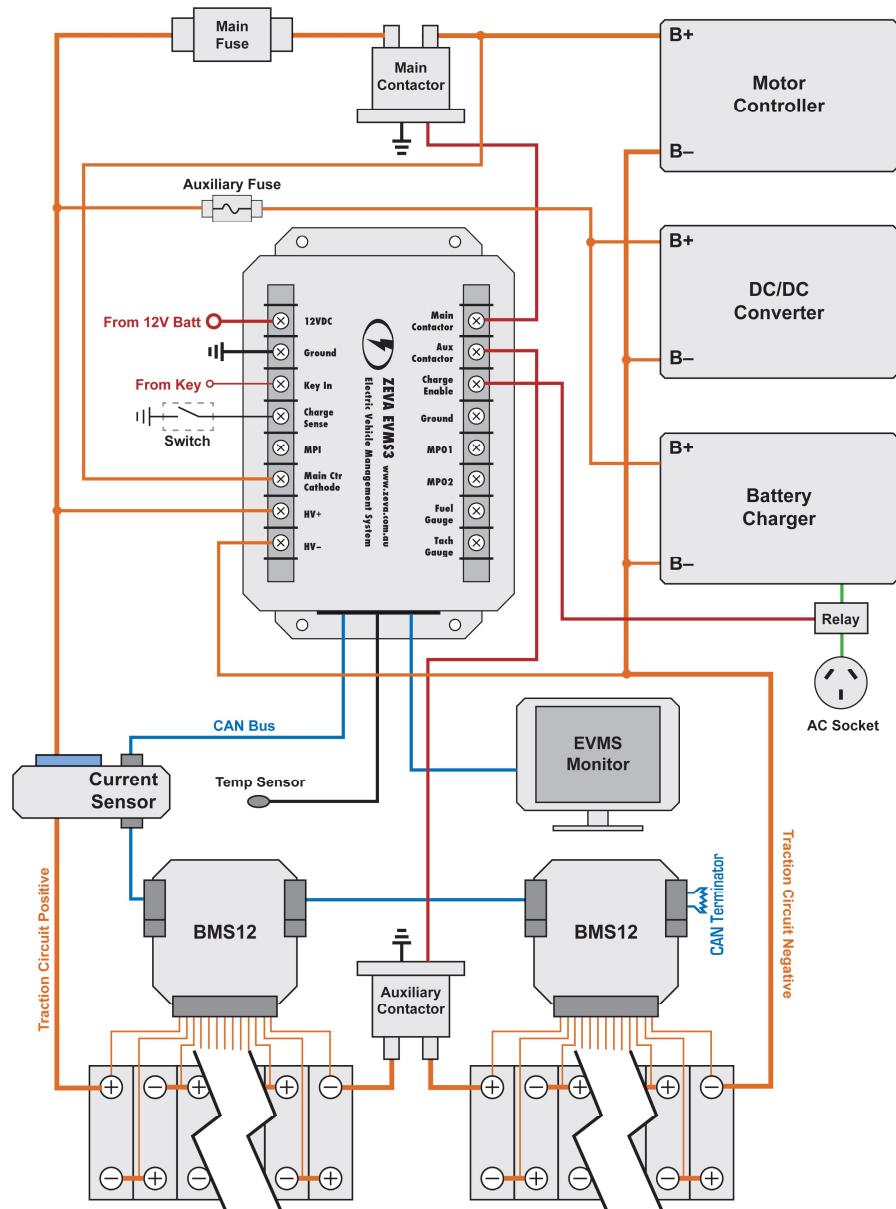 Main
Fuse
Main
Contactor
B+
Motor
Controller
B–
Auxiliary Fuse
B+
DC/DC
Converter
B–
From 12V Batt
12VDC
Ground
From Key
Key In
Charge
Sense
Switch
MPI
Main Ctr
Cathode
HV+
HV–
ZEVA EVMS3 www.zeva.com.au
Electric Vehicle Management System
Main
Contactor
Aux
Contactor
Charge
Enable
Ground
MPO1
MPO2
Fuel
Gauge
Tach
Gauge
B+
Battery
Charger
B–
Relay
AC Socket
CAN Bus
EVMS
Monitor
Current
Sensor
Temp Sensor
Traction Circuit Positive
BMS12
BMS12
CAN Terminator
Traction Circuit Negative
Auxiliary
Contactor
+ – + –
+ – + –
– + – +
– + – +